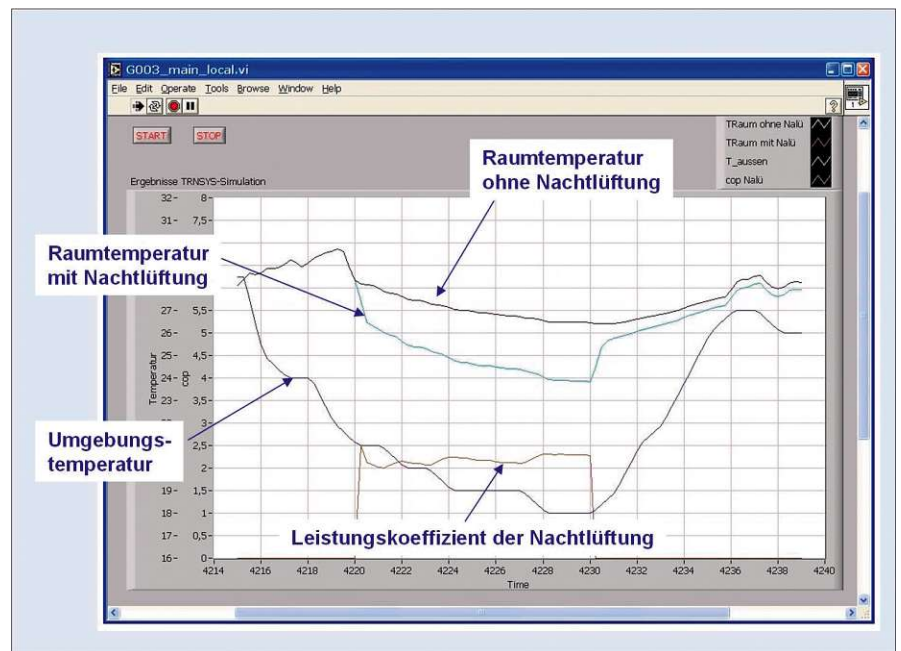 G003_main_local.vi
File Edit Operate Tools Browse Window Help
START
STOP
TRaum ohne Nalü
TRaum mit Nalü
T_aussen
cop Nalü
Ergebnisse TRNSYS-Simulation
Raumtemperatur
ohne Nachtlüftung
Raumtemperatur
mit Nachtlüftung
Umgebungs-
temperatur
Leistungskoeffizient der Nachtlüftung
Temperatur
cop
32- 8-
31- 7,5-
27- 5,5-
26- 5-
25- 4,5-
24- 4-
23- 3,5-
3-
2,5-
2-
19- 1,5-
18- 1-
17- 0,5-
16- 0-
4214 4216 4218 4220 4222 4224 4226 4228 4230 4232 4234 4236 4238 4240
Time